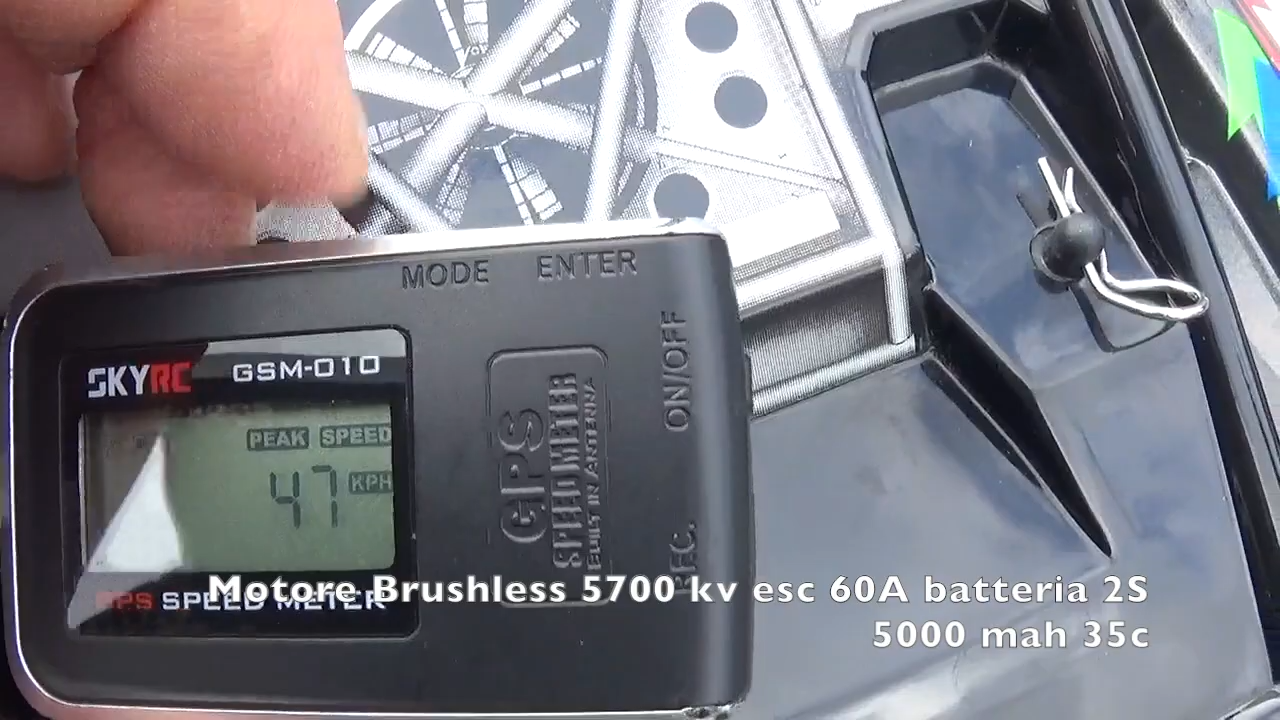 MODE ENTER
ON/OFF
SKYRC GSM-010
PEAK SPEED
47 KPH
GPS SPEED METER
GPS
SPEEDOMETER
BUILT IN ANTENNA
REC.
Motore Brushless 5700 kv esc 60A batteria 2S
5000 mah 35c